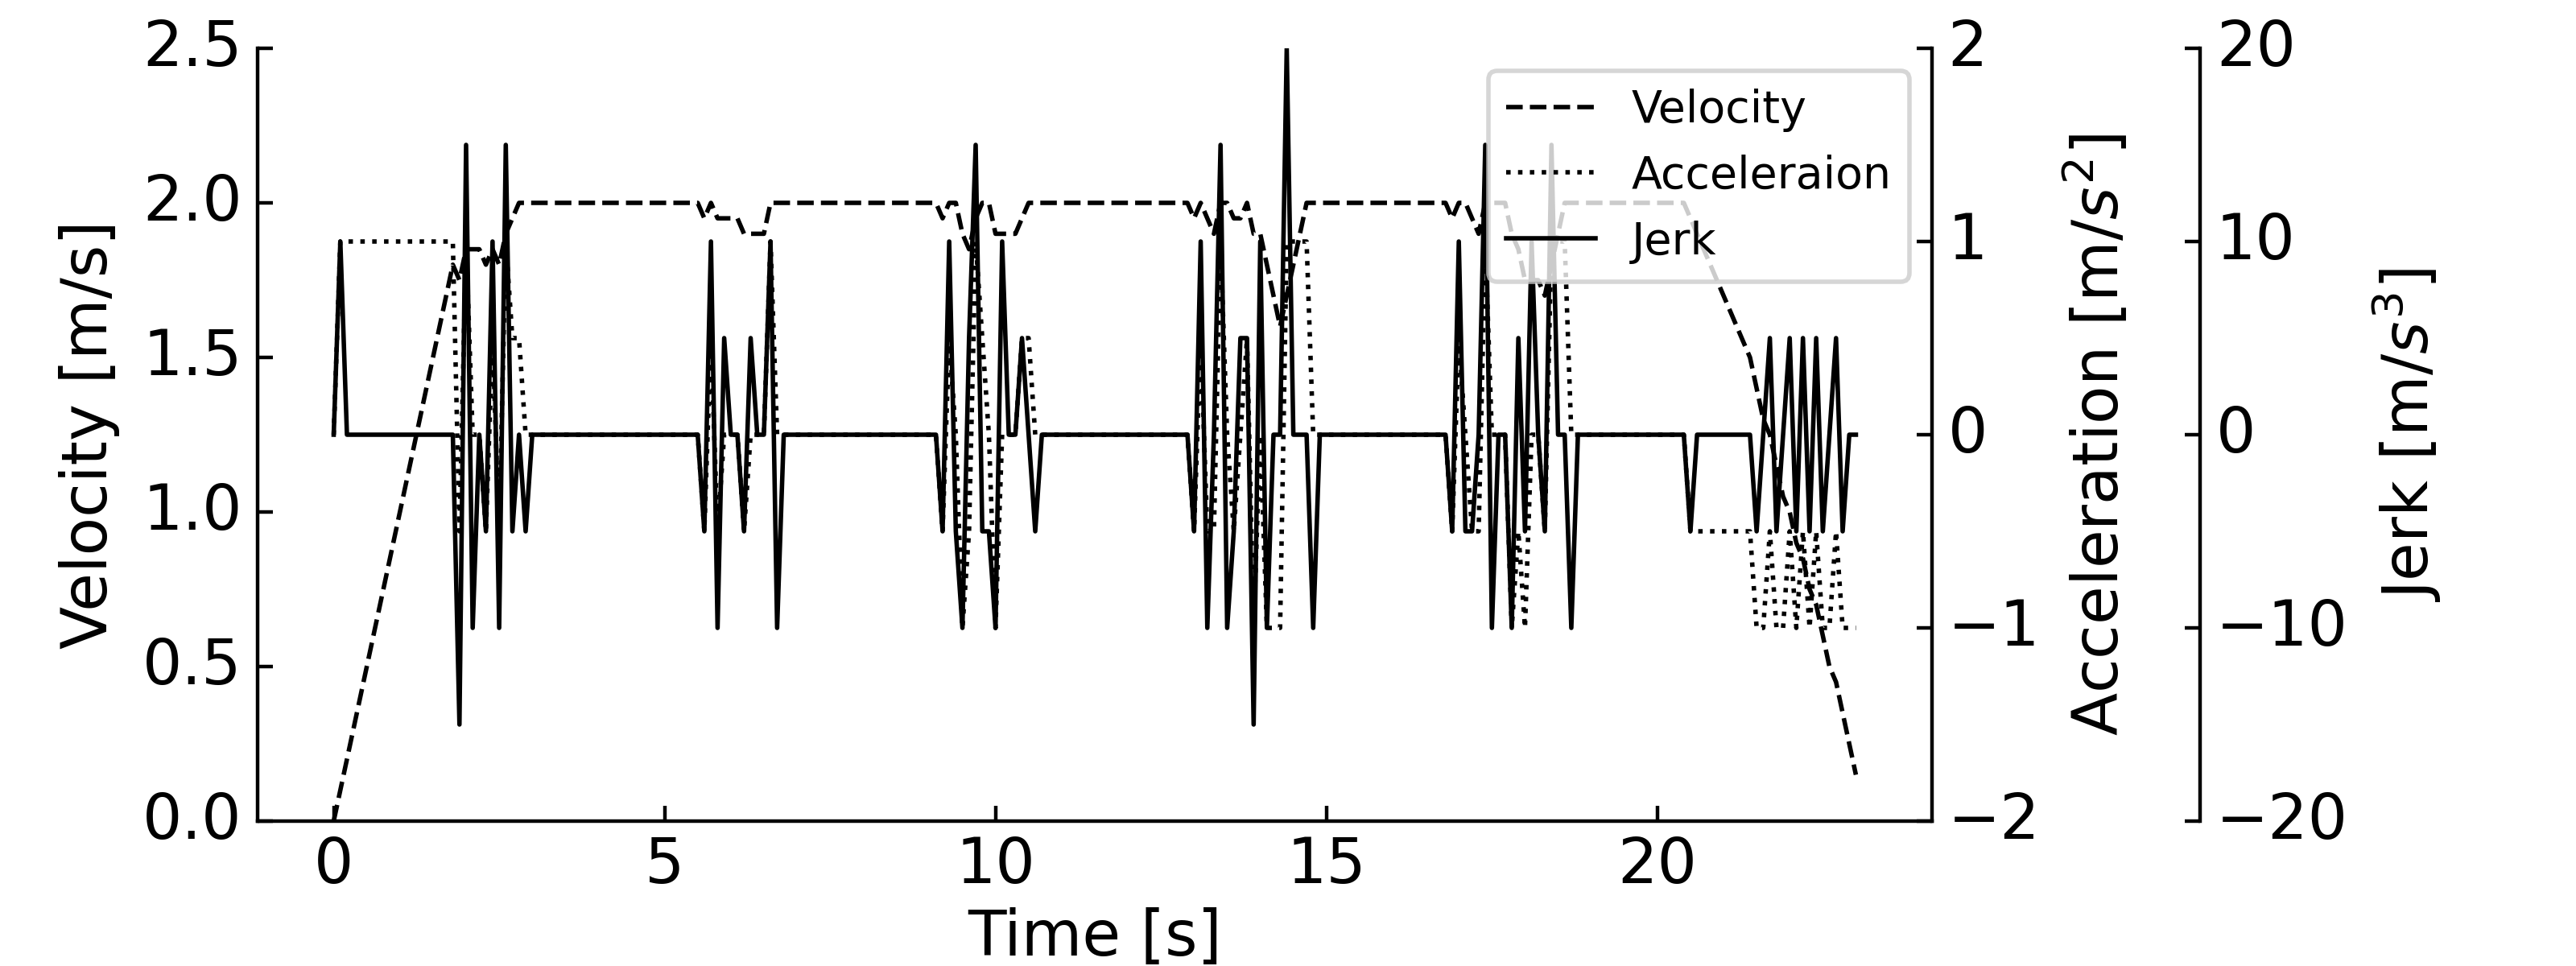 Velocity [m/s]
2.5
2.0
1.5
1.0
0.5
0.0
0 5 10 15 20
Time [s]
Velocity
Acceleraion
Jerk
2
1
0
−1
−2
Acceleration [m/s²]
20
10
0
−10
−20
Jerk [m/s³]